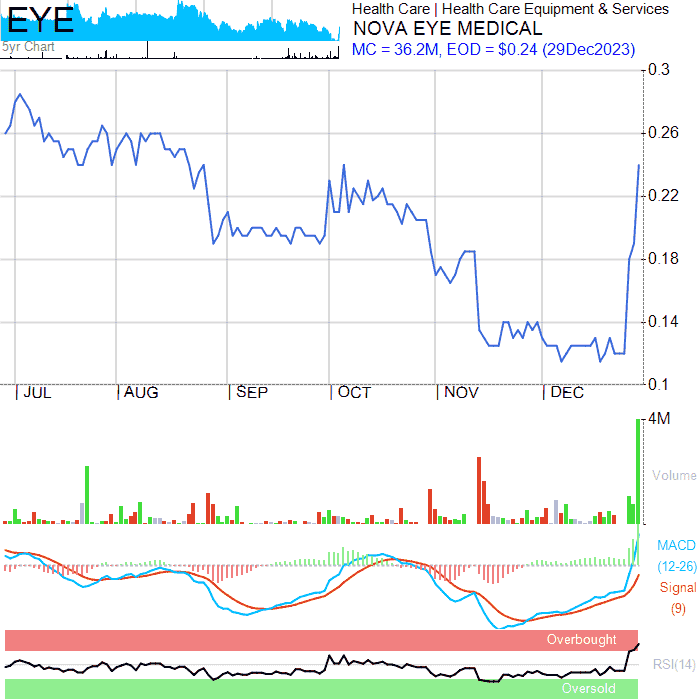 EYE
5yr Chart
Health Care | Health Care Equipment & Services
NOVA EYE MEDICAL
MC = 36.2M, EOD = $0.24 (29Dec2023)
0.3
0.26
0.22
0.18
0.14
0.1
JUL AUG SEP OCT NOV DEC
4M
Volume
MACD
(12-26)
Signal
(9)
Overbought
RSI(14)
Oversold